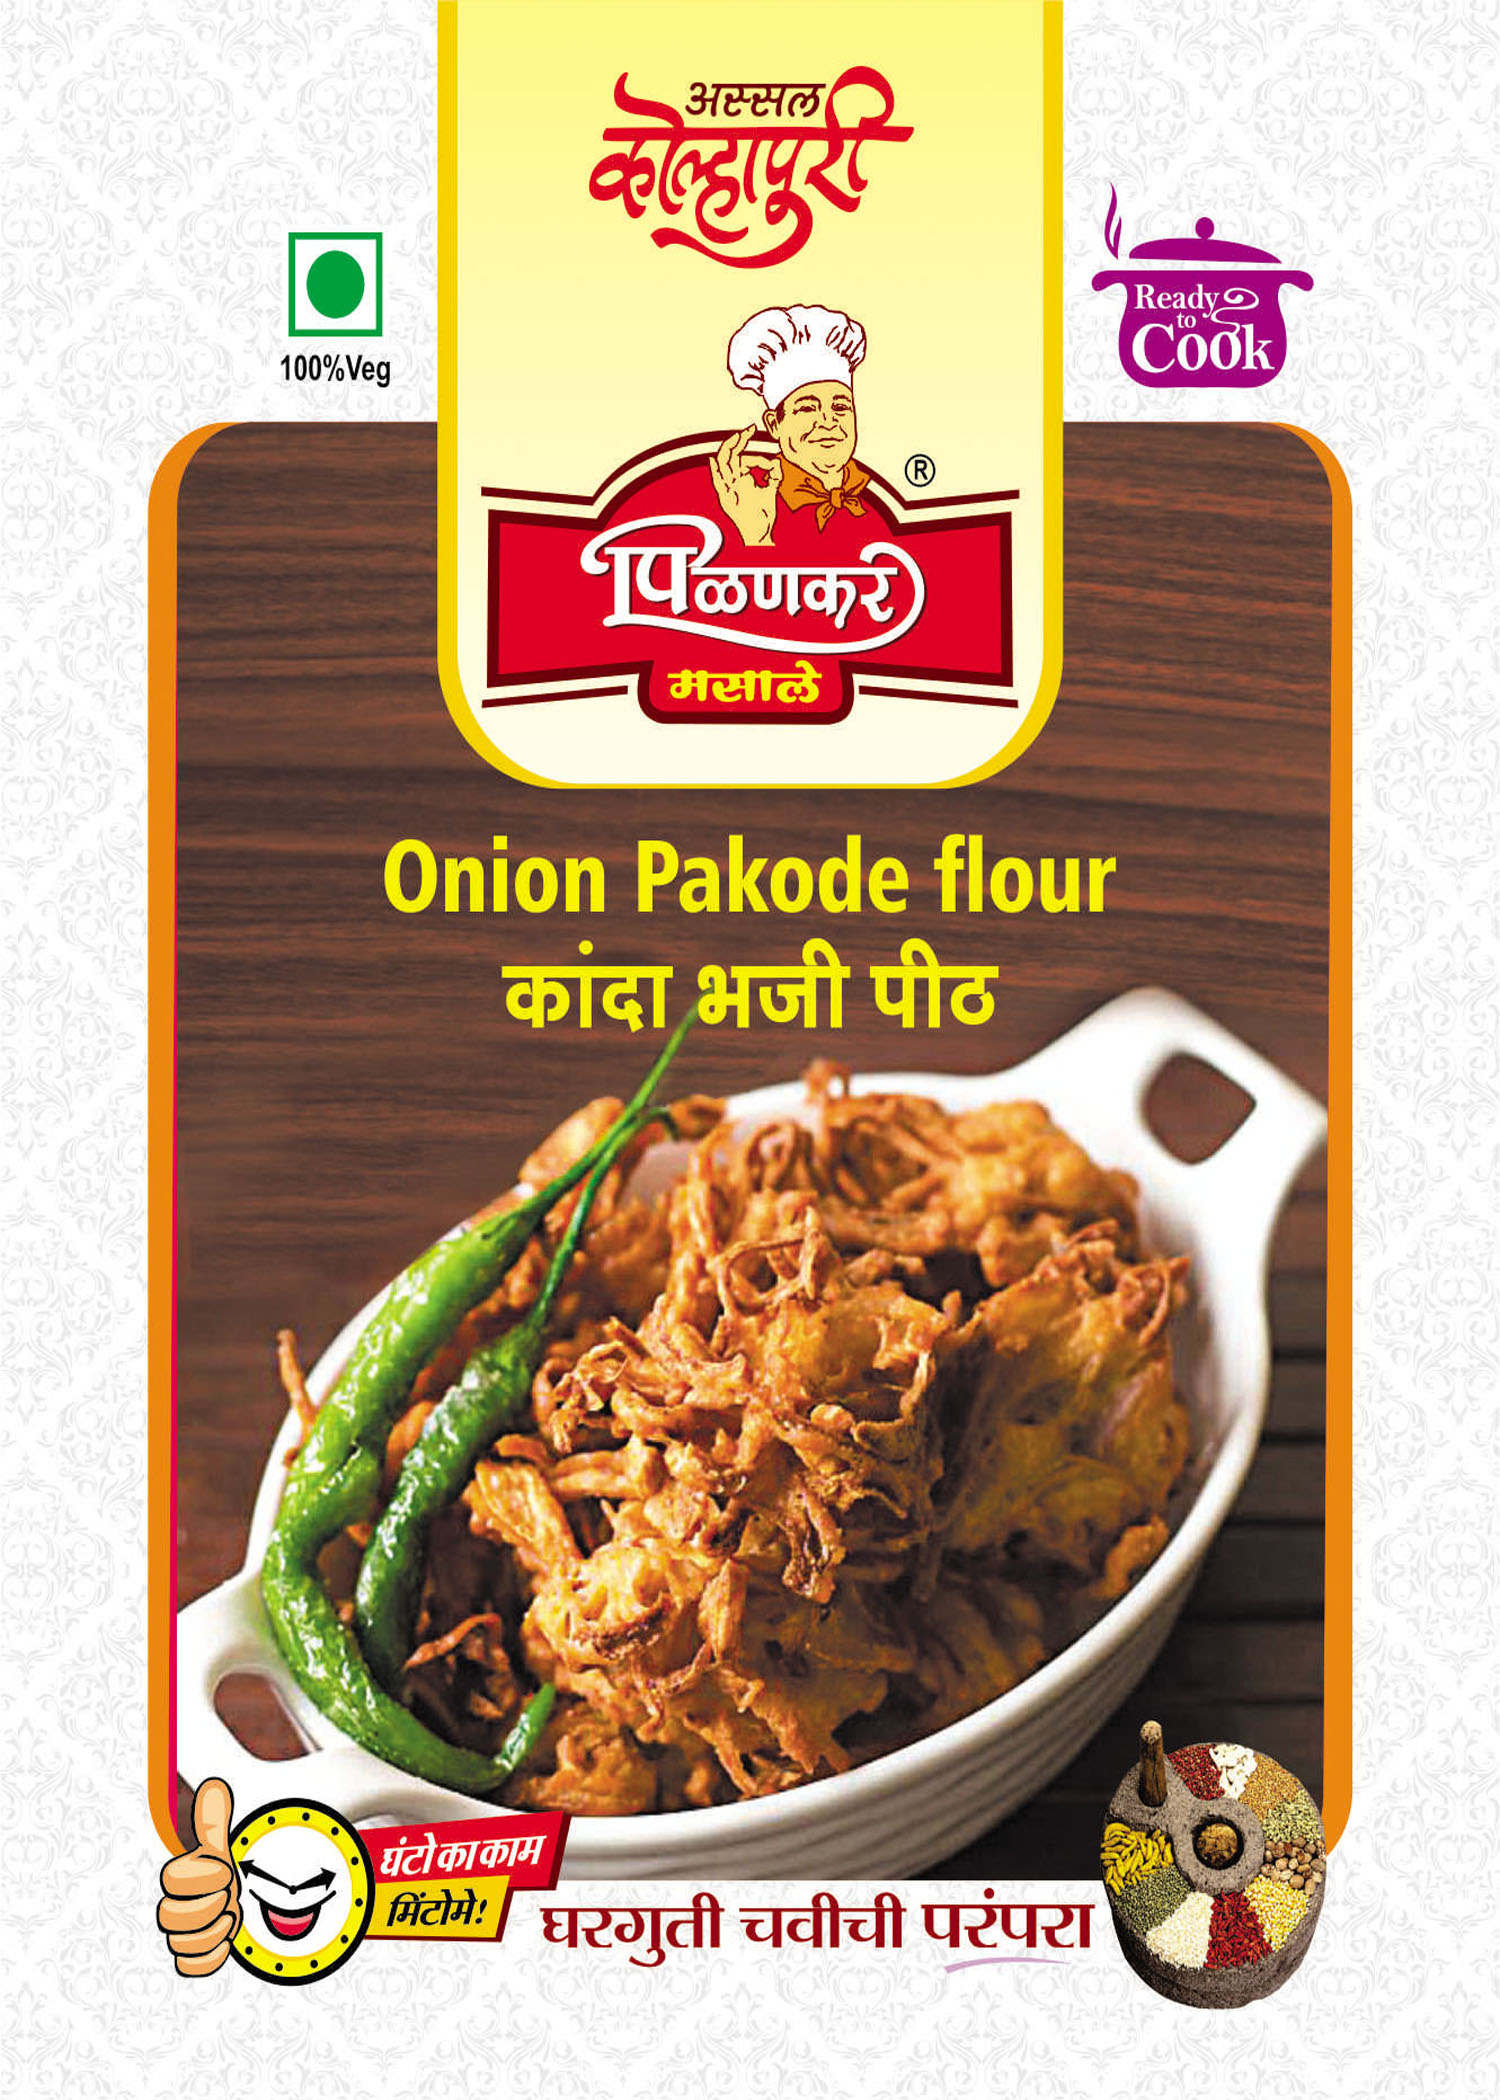 अस्सल
कोल्हापुरी
100%Veg
Ready
to
Cook
®
पिळणकर
मसाले
Onion Pakode flour
कांदा भजी पीठ
घंटो का काम
मिंटोमे!
घरगुती चवीची परंपरा